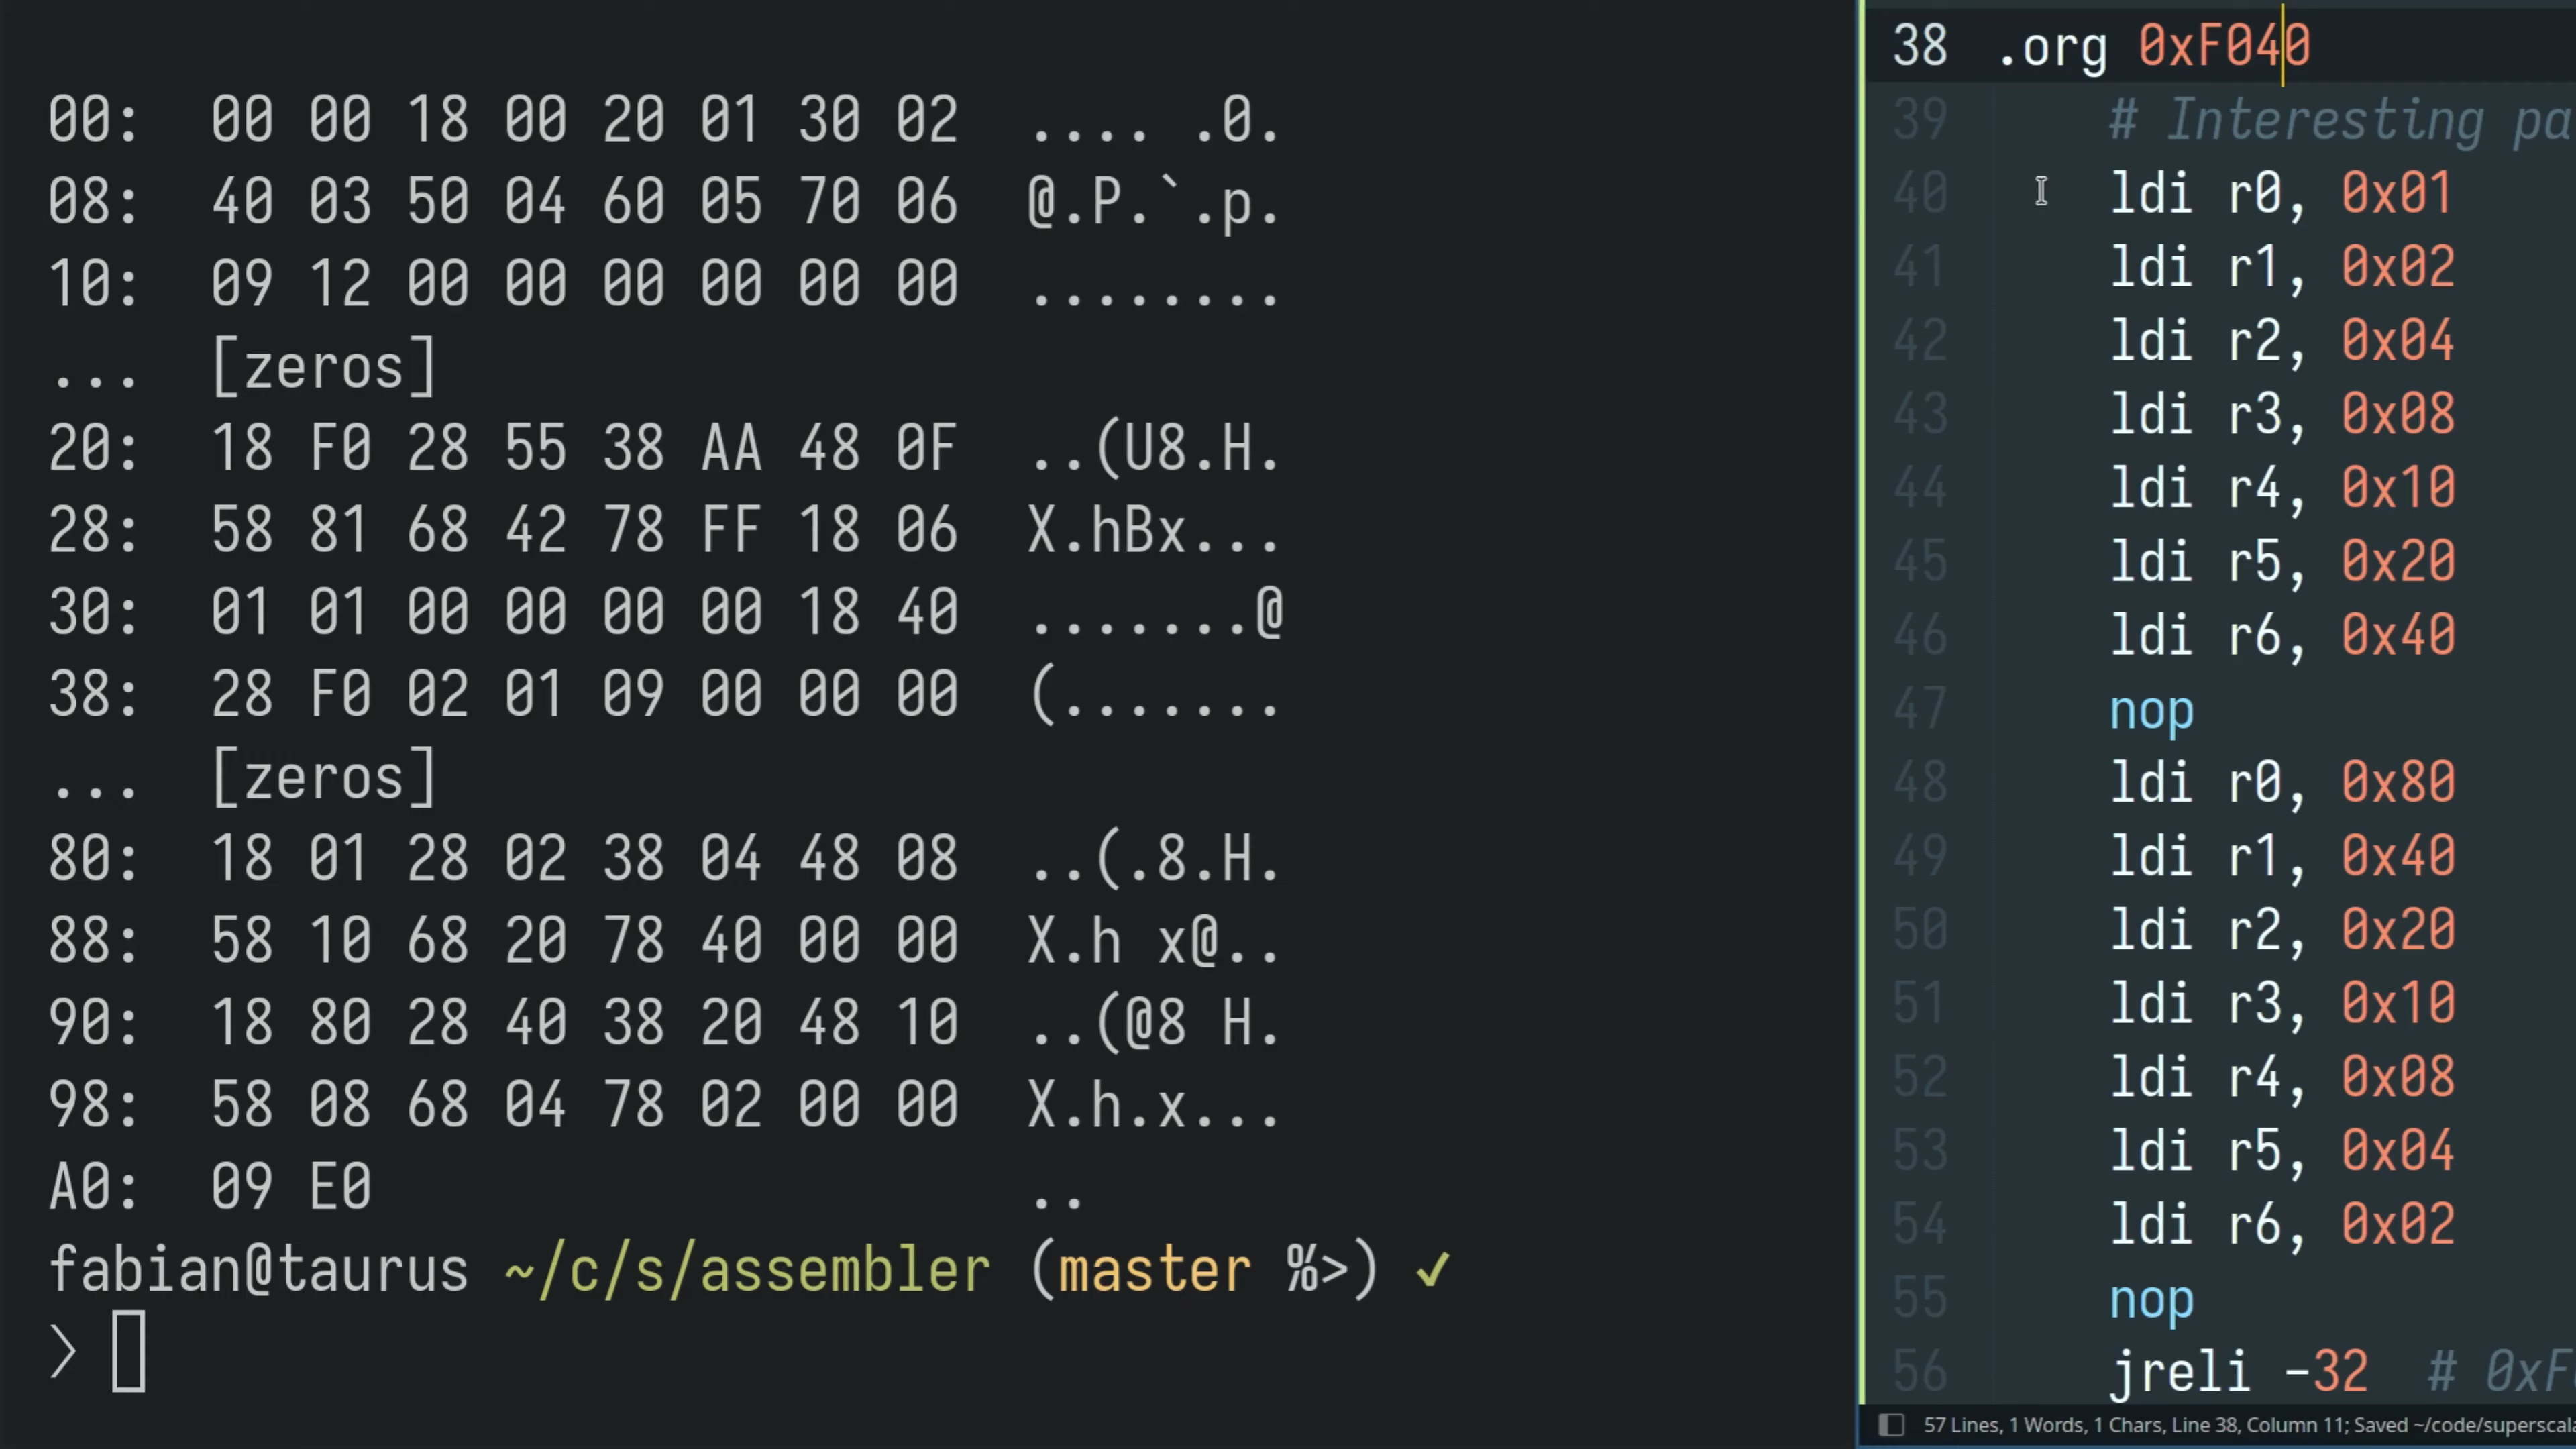 00: 00 00 18 00 20 01 30 02 .... .0.
08: 40 03 50 04 60 05 70 06 @.P.`.p.
10: 09 12 00 00 00 00 00 00 ........
... [zeros]
20: 18 F0 28 55 38 AA 48 0F ..(U8.H.
28: 58 81 68 42 78 FF 18 06 X.hBx...
30: 01 01 00 00 00 00 18 40 .......@
38: 28 F0 02 01 09 00 00 00 (.......
... [zeros]
80: 18 01 28 02 38 04 48 08 ..(.8.H.
88: 58 10 68 20 78 40 00 00 X.h x@..
90: 18 80 28 40 38 20 48 10 ..(@8 H.
98: 58 08 68 04 78 02 00 00 X.h.x...
A0: 09 E0 ..
fabian@taurus ~/c/s/assembler (master %>) ✓
>
38 .org 0xF040
39 # Interesting pa
40 ldi r0, 0x01
41 ldi r1, 0x02
42 ldi r2, 0x04
43 ldi r3, 0x08
44 ldi r4, 0x10
45 ldi r5, 0x20
46 ldi r6, 0x40
47 nop
48 ldi r0, 0x80
49 ldi r1, 0x40
50 ldi r2, 0x20
51 ldi r3, 0x10
52 ldi r4, 0x08
53 ldi r5, 0x04
54 ldi r6, 0x02
55 nop
56 jreli -32 # 0xF
57 Lines, 1 Words, 1 Chars, Line 38, Column 11; Saved ~/code/superscala